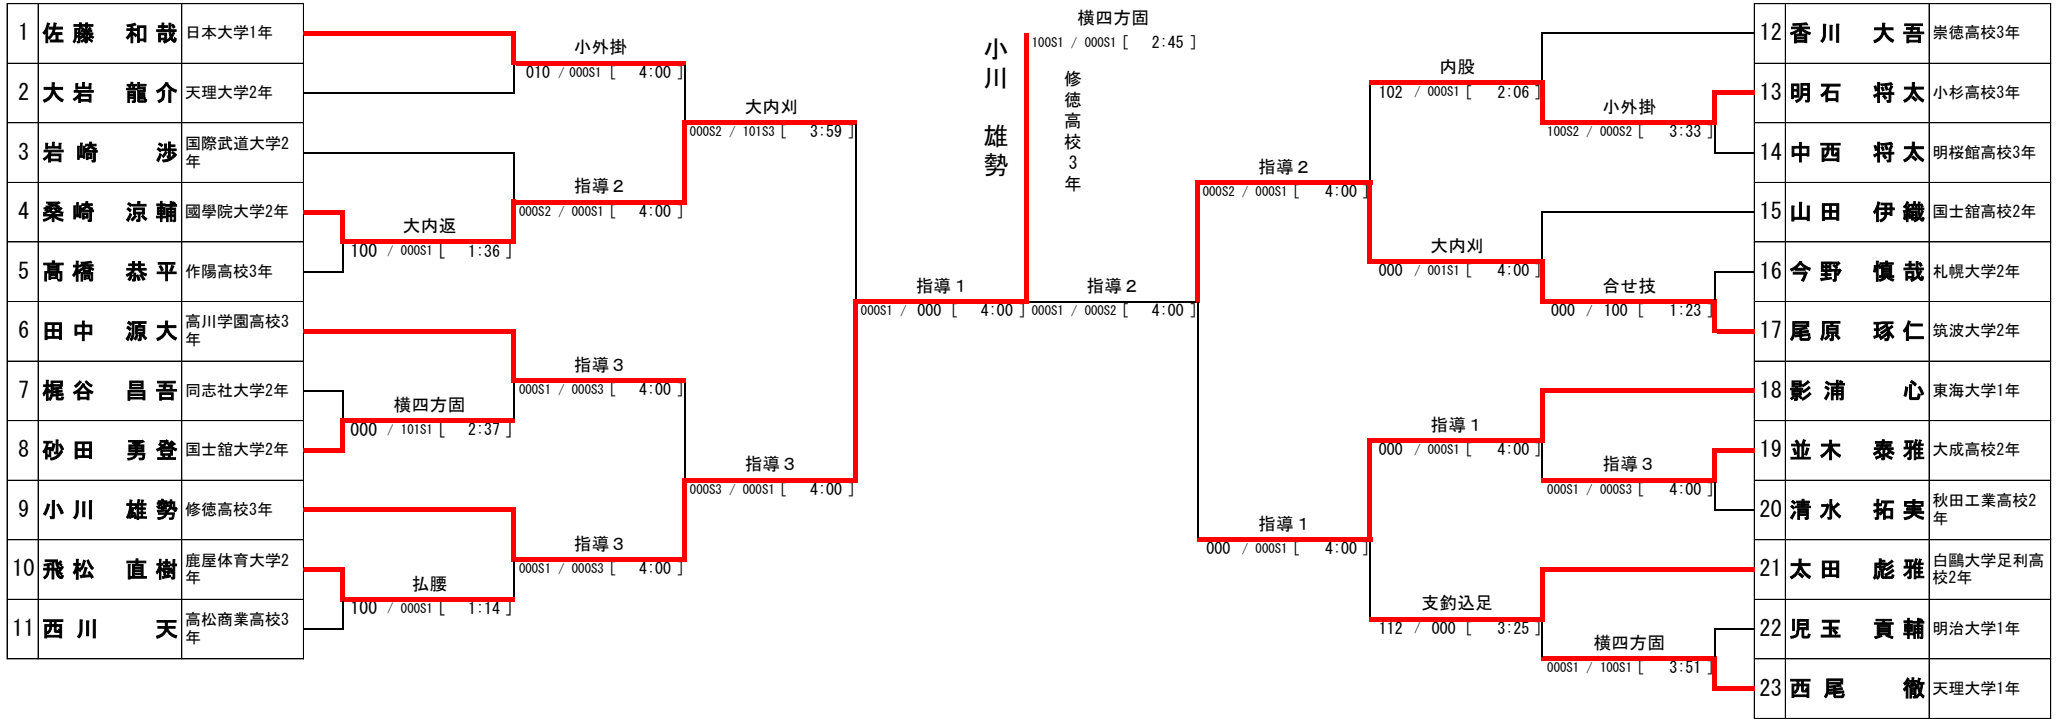 1 佐藤 和哉 日本大学1年
2 大岩 龍介 天理大学2年
3 岩崎 渉 国際武道大学2
年
4 桑崎 涼輔 國學院大学2年
5 髙橋 恭平 作陽高校3年
6 田中 源大 高川学園高校3
年
7 梶谷 昌吾 同志社大学2年
8 砂田 勇登 国士舘大学2年
9 小川 雄勢 修徳高校3年
10 飛松 直樹 鹿屋体育大学2
年
11 西川 天 高松商業高校3
年
小外掛
010 / 000S1 [ 4:00 ]
指導２
000S2 / 000S1 [ 4:00 ]
大内返
100 / 000S1 [ 1:36 ]
指導３
000S1 / 000S3 [ 4:00 ]
横四方固
000 / 101S1 [ 2:37 ]
指導３
000S1 / 000S3 [ 4:00 ]
払腰
100 / 000S1 [ 1:14 ]
大内刈
000S2 / 101S3 [ 3:59 ]
指導３
000S3 / 000S1 [ 4:00 ]
指導１
000S1 / 000 [ 4:00 ]
小川 雄勢
横四方固
100S1 / 000S1 [ 2:45 ]
修徳高校３年
指導２
000S1 / 000S2 [ 4:00 ]
指導２
000S2 / 000S1 [ 4:00 ]
指導１
000 / 000S1 [ 4:00 ]
内股
102 / 000S1 [ 2:06 ]
小外掛
100S2 / 000S2 [ 3:33 ]
大内刈
000 / 001S1 [ 4:00 ]
合せ技
000 / 100 [ 1:23 ]
指導１
000 / 000S1 [ 4:00 ]
指導３
000S1 / 000S3 [ 4:00 ]
支釣込足
112 / 000 [ 3:25 ]
横四方固
000S1 / 100S1 [ 3:51 ]
12 香川 大吾 崇徳高校3年
13 明石 将太 小杉高校3年
14 中西 将太 明桜館高校3年
15 山田 伊織 国士舘高校2年
16 今野 慎哉 札幌大学2年
17 尾原 琢仁 筑波大学2年
18 影浦 心 東海大学1年
19 並木 泰雅 大成高校2年
20 清水 拓実 秋田工業高校2
年
21 太田 彪雅 白鷗大学足利高
校2年
22 児玉 貢輔 明治大学1年
23 西尾 徹 天理大学1年